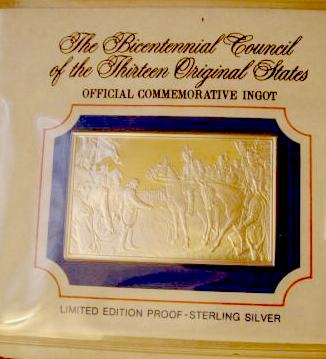 The Bicentennial Council
of the Thirteen Original States
OFFICIAL COMMEMORATIVE INGOT
LIMITED EDITION PROOF-STERLING SILVER